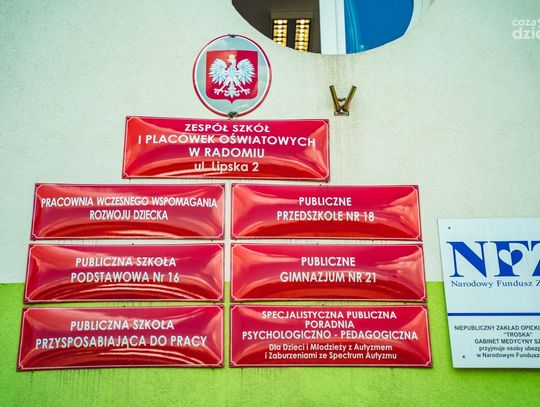 ZESPÓŁ SZKÓŁ
I PLACÓWEK OŚWIATOWYCH
W RADOMIU
ul. Lipska 2
PRACOWNIA WCZESNEGO WSPOMAGANIA
ROZWOJU DZIECKA
PUBLICZNE
PRZEDSZKOLE NR 18
PUBLICZNA SZKOŁA
PODSTAWOWA Nr 16
PUBLICZNE
GIMNAZJUM NR 21
PUBLICZNA SZKOŁA
PRZYSPOSABIAJĄCA DO PRACY
SPECJALISTYCZNA PUBLICZNA
PORADNIA
PSYCHOLOGICZNO - PEDAGOGICZNA
Dla Dzieci i Młodzieży z Autyzmem
i Zaburzeniami ze Spectrum Autyzmu
NFZ
Narodowy Fundusz Z
NIEPUBLICZNY ZAKŁAD OPIEKI
"TROSKA"
GABINET MEDYCYNY SZ
przyjmuje osoby ubezp
w Narodowym Fundusz